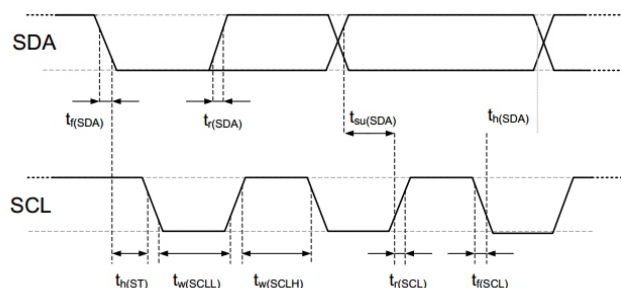 SDA
t_f(SDA) t_r(SDA) t_su(SDA) t_h(SDA)
SCL
t_h(ST) t_w(SCLL) t_w(SCLH) t_r(SCL) t_f(SCL)